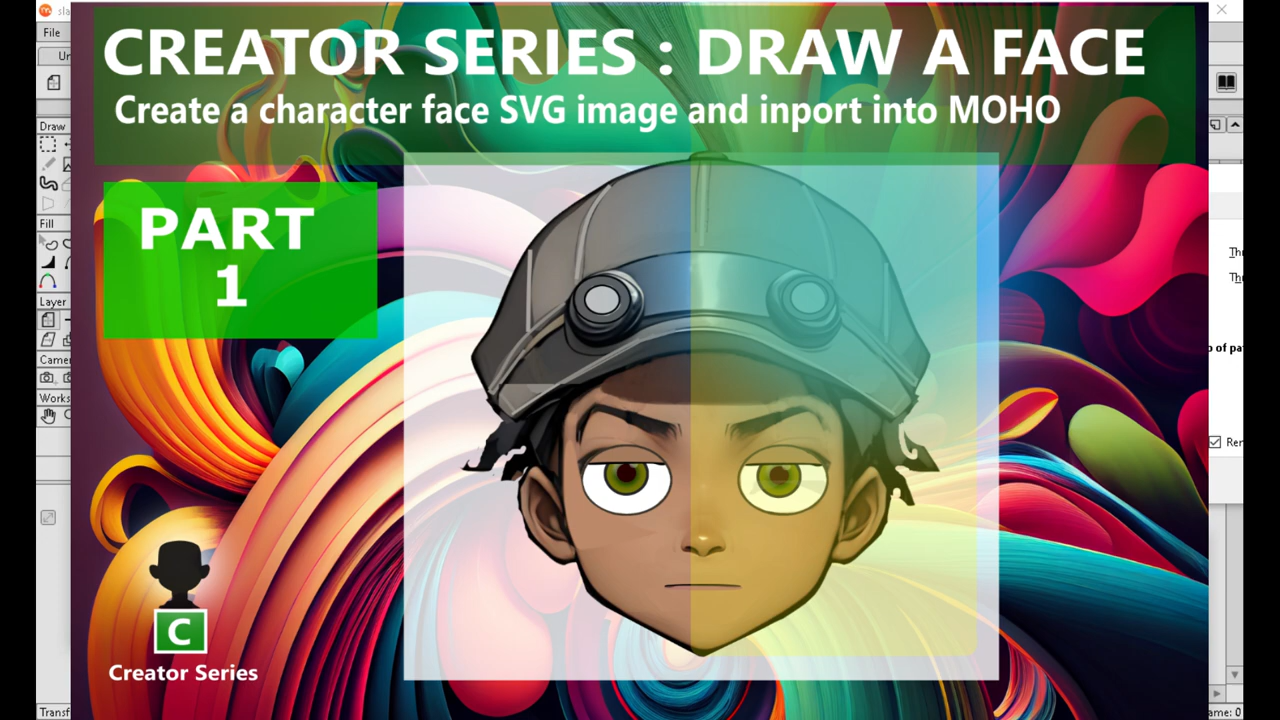 CREATOR SERIES : DRAW A FACE
Create a character face SVG image and inport into MOHO
File
Draw
PART
1
Fill
Layer
Works
C
Creator Series